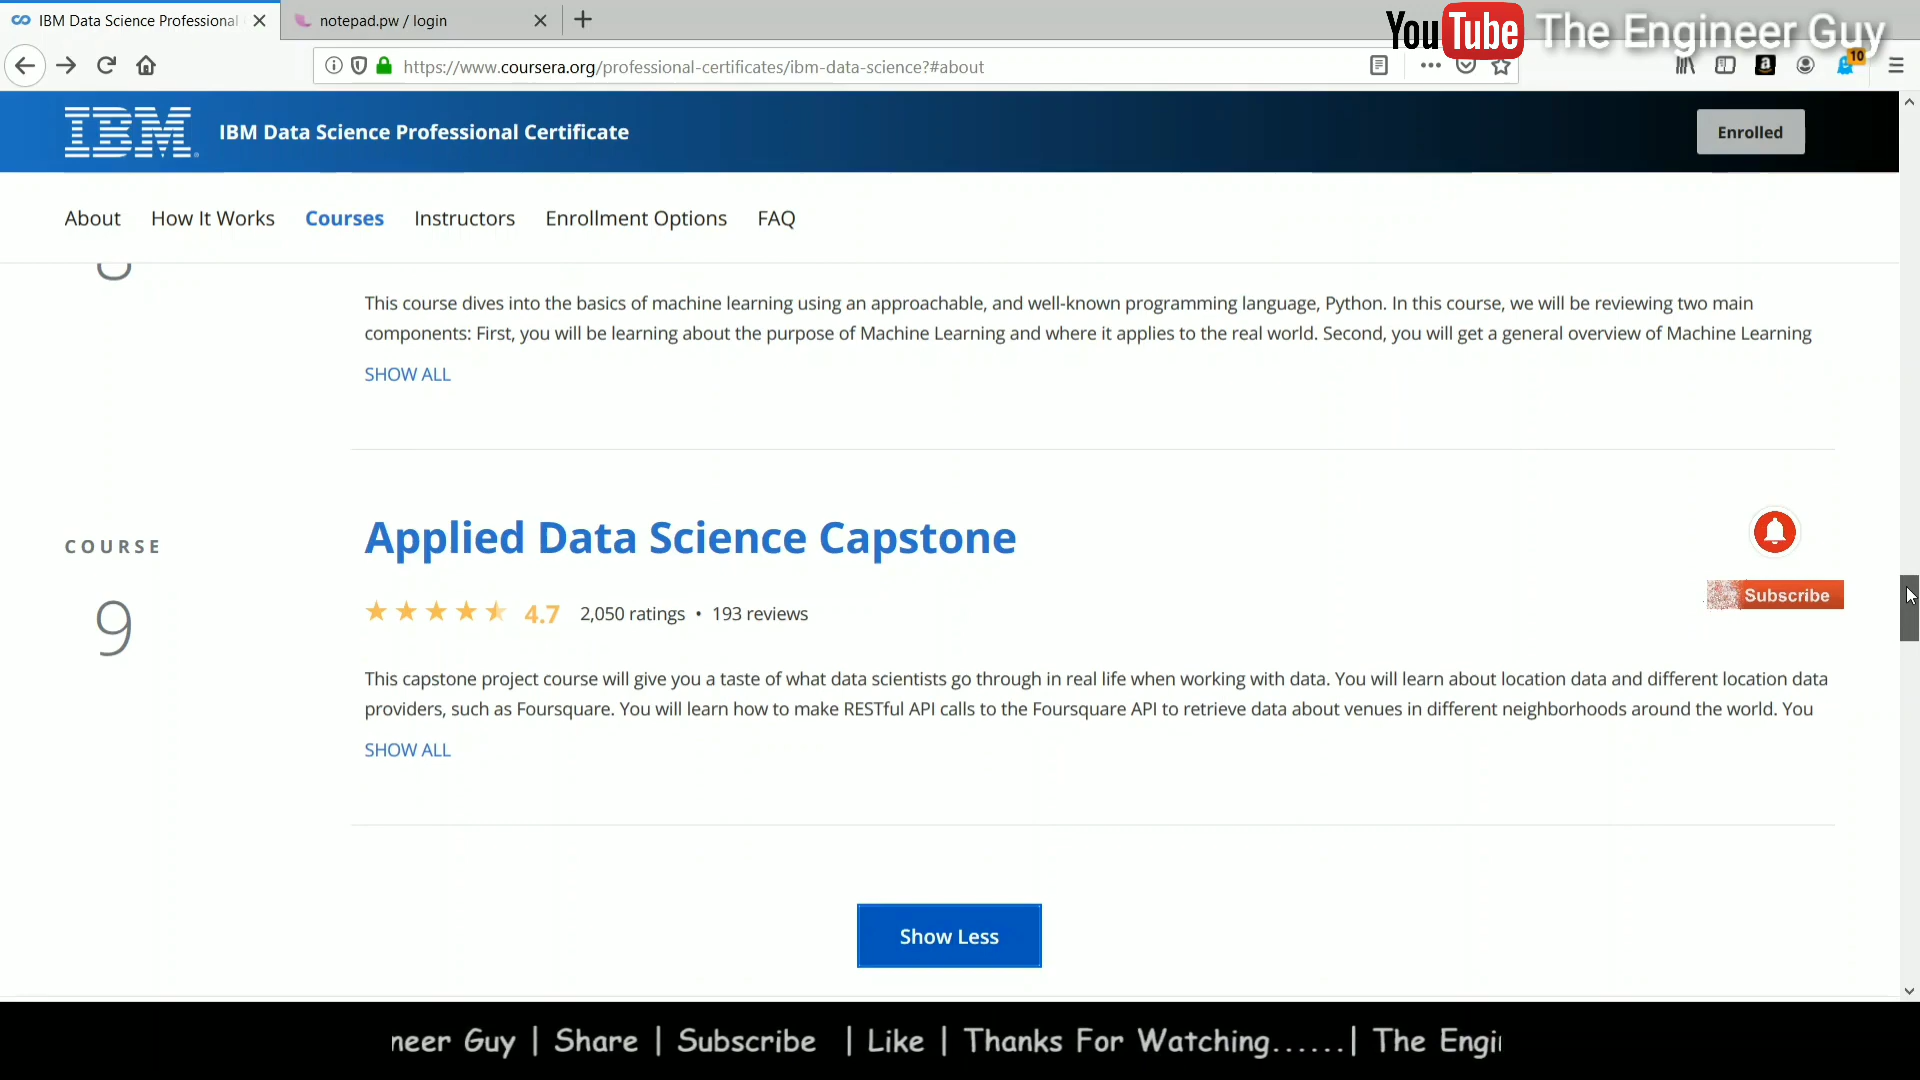 IBM Data Science Professional
notepad.pw / login
YouTube The Engineer Guy
https://www.coursera.org/professional-certificates/ibm-data-science?#about
10
IBM
IBM Data Science Professional Certificate
Enrolled
About How It Works Courses Instructors Enrollment Options FAQ
This course dives into the basics of machine learning using an approachable, and well-known programming language, Python. In this course, we will be reviewing two main
components: First, you will be learning about the purpose of Machine Learning and where it applies to the real world. Second, you will get a general overview of Machine Learning
SHOW ALL
COURSE
9
Applied Data Science Capstone
4.7 2,050 ratings • 193 reviews
Subscribe
This capstone project course will give you a taste of what data scientists go through in real life when working with data. You will learn about location data and different location data
providers, such as Foursquare. You will learn how to make RESTful API calls to the Foursquare API to retrieve data about venues in different neighborhoods around the world. You
SHOW ALL
Show Less
neer Guy | Share | Subscribe | Like | Thanks For Watching......| The Engi